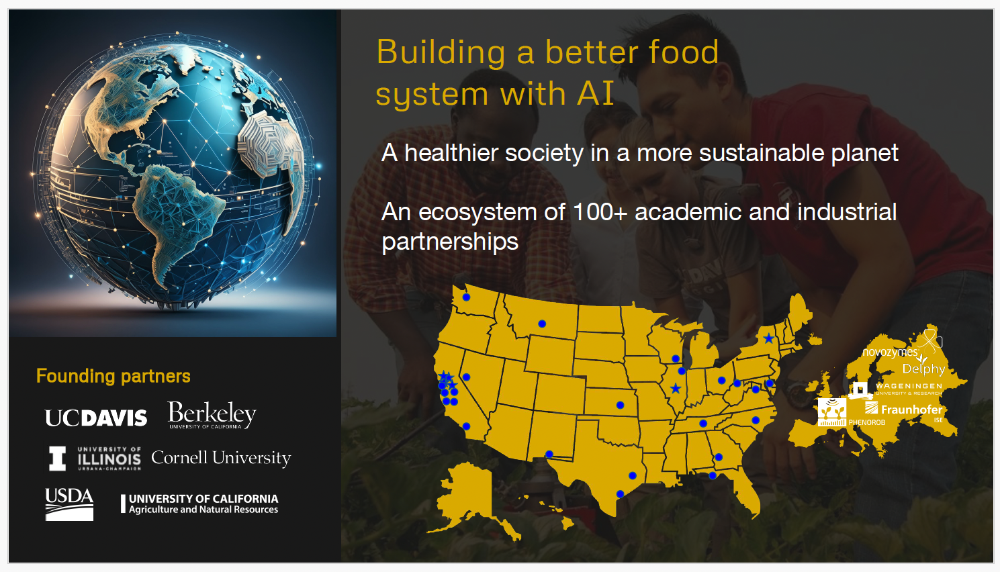 Building a better food
system with AI
A healthier society in a more sustainable planet
An ecosystem of 100+ academic and industrial
partnerships
Founding partners
UCDAVIS
Berkeley
UNIVERSITY OF CALIFORNIA
UNIVERSITY OF
ILLINOIS
URBANA-CHAMPAIGN
Cornell University
USDA
UNIVERSITY OF CALIFORNIA
Agriculture and Natural Resources
novozymes
Delphy
WAGENINGEN
UNIVERSITY & RESEARCH
Fraunhofer
ISE
PHENOROB